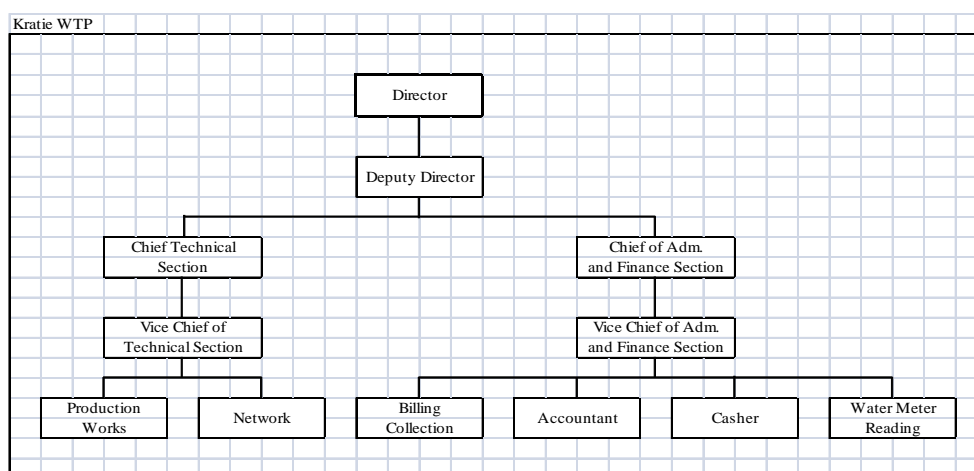 Kratie WTP
Director
Deputy Director
Chief Technical
Section
Chief of Adm.
and Finance Section
Vice Chief of
Technical Section
Vice Chief of Adm.
and Finance Section
Production
Works
Network
Billing
Collection
Accountant
Casher
Water Meter
Reading